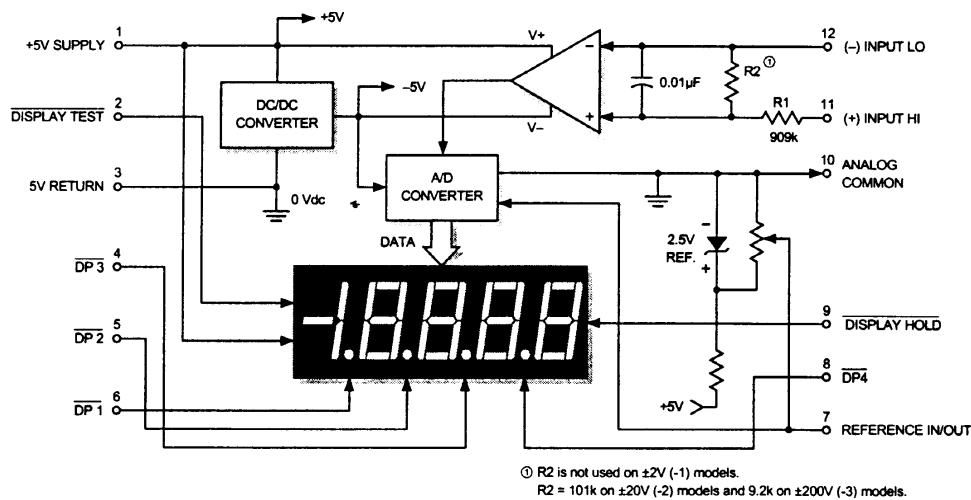 +5V
1
+5V SUPPLY
V+
12
(–) INPUT LO
–
R2 ①
0.01µF
2
DISPLAY TEST
DC/DC
CONVERTER
–5V
+
R1
11
(+) INPUT HI
V–
909k
3
5V RETURN
0 Vdc
A/D
CONVERTER
10
ANALOG
COMMON
DATA
–
2.5V
REF.
+
4
DP 3
-1.8.8.8.8
5
DP 2
9
DISPLAY HOLD
8
DP4
6
DP 1
+5V
7
REFERENCE IN/OUT
① R2 is not used on ±2V (-1) models.
R2 = 101k on ±20V (-2) models and 9.2k on ±200V (-3) models.